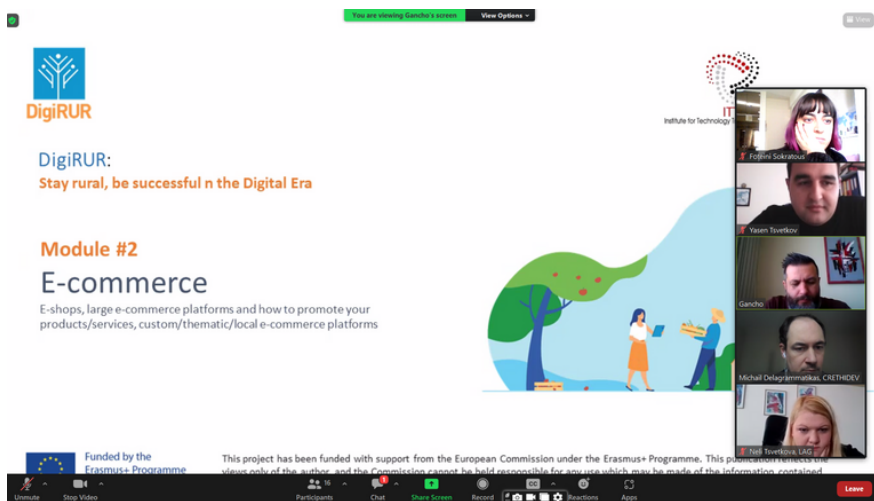 You are viewing Gancho's screen
View Options
View
DigiRUR
Institute for Technology
DigiRUR:
Stay rural, be successful n the Digital Era
Module #2
E-commerce
E-shops, large e-commerce platforms and how to promote your
products/services, custom/thematic/local e-commerce platforms
Fotini Sokratous
Yasen Tsvetkov
Gancho
Michail Delagrammatikas, CRETHIDEV
Neli Tsvetkova, LAG
Funded by the
Erasmus+ Programme
This project has been funded with support from the European Commission under the Erasmus+ Programme. This publication reflects the
views only of the author, and the Commission cannot be held responsible for any use which may be made of the information contained
Unmute
Stop Video
16
Participants
1
Chat
Share Screen
Record
CC
Reactions
Apps
Leave